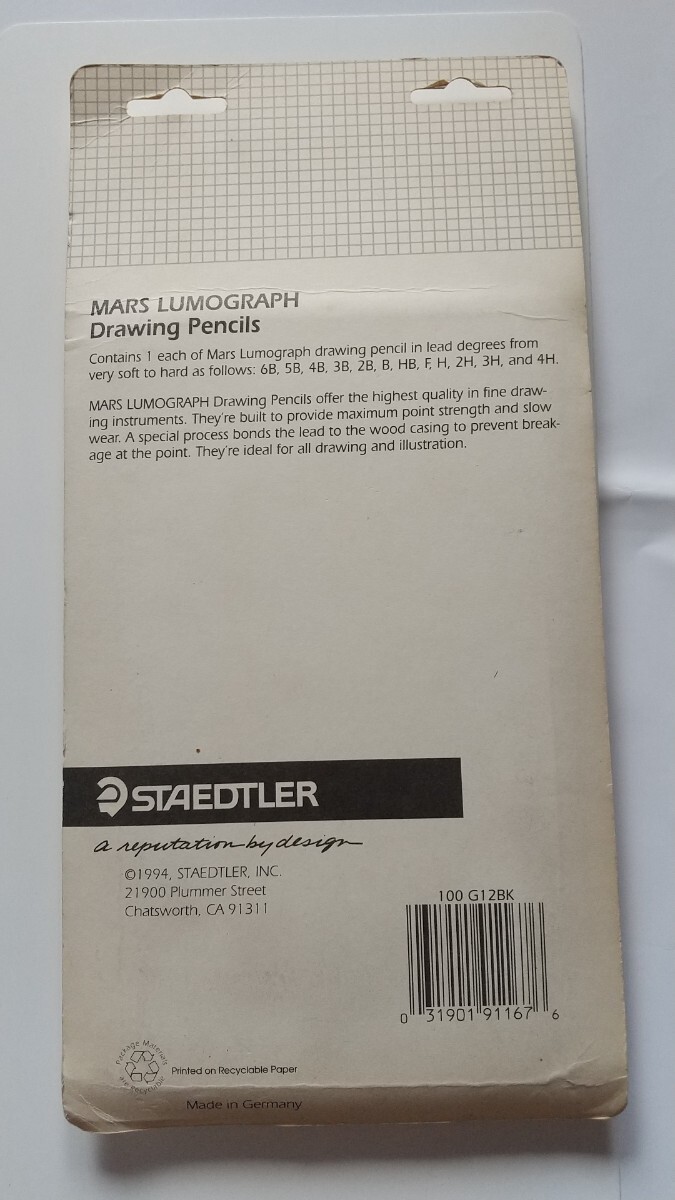 MARS LUMOGRAPH
Drawing Pencils
Contains 1 each of Mars Lumograph drawing pencil in lead degrees from
very soft to hard as follows: 6B, 5B, 4B, 3B, 2B, B, HB, F, H, 2H, 3H, and 4H.
MARS LUMOGRAPH Drawing Pencils offer the highest quality in fine draw-
ing instruments. They're built to provide maximum point strength and slow
wear. A special process bonds the lead to the wood casing to prevent break-
age at the point. They're ideal for all drawing and illustration.
STAEDTLER
a reputation by design
©1994, STAEDTLER, INC.
21900 Plummer Street
Chatsworth, CA 91311
100 G12BK
0 31901 91167 6
Package Materials
are Recyclable
Printed on Recyclable Paper
Made in Germany